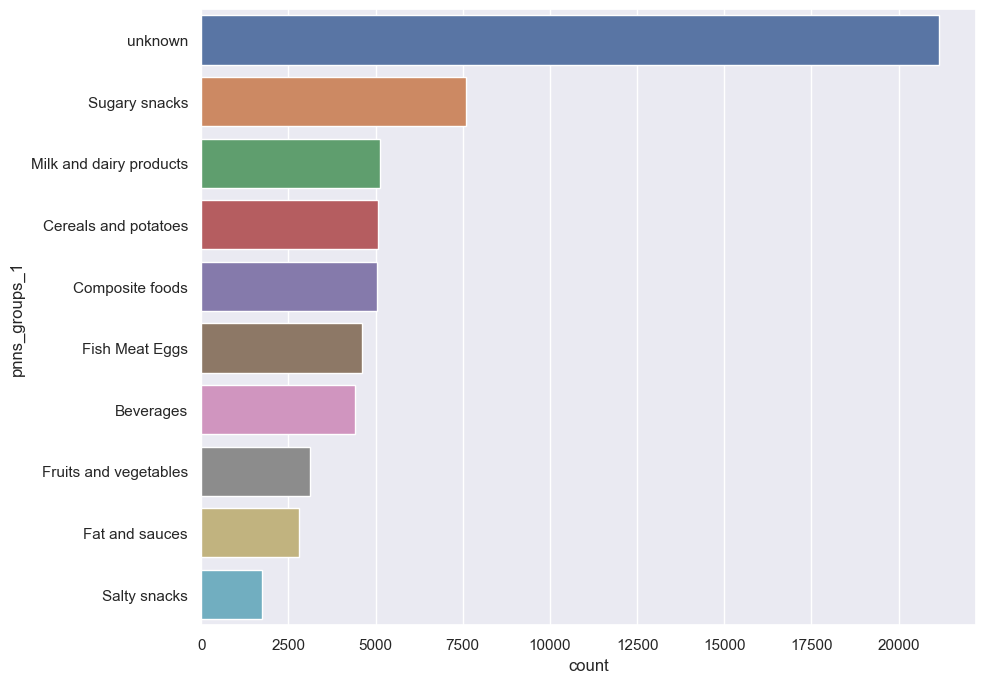 unknown
Sugary snacks
Milk and dairy products
Cereals and potatoes
Composite foods
Fish Meat Eggs
Beverages
Fruits and vegetables
Fat and sauces
Salty snacks
pnns_groups_1
0 2500 5000 7500 10000 12500 15000 17500 20000
count